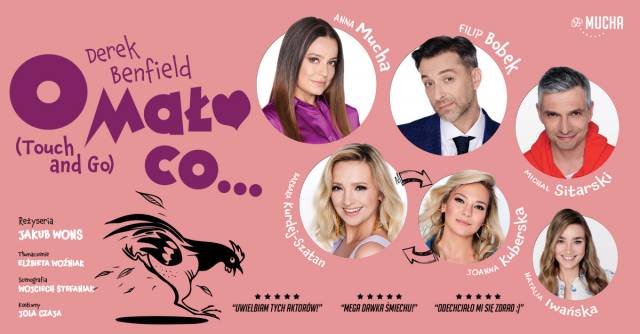 Derek
Benfield
O Mało
co...
(Touch
and Go)
Reżyseria
JAKUB WONS
Tłumaczenie
ELŻBIETA WOŹNIAK
Scenografia
WOJCIECH STEFANIAK
Kostiumy
JOLA CZAJA
MUCHA
ANNA Mucha
FILIP Bobek
MICHAŁ Sitarski
BARBARA Kurdej-Szatan
JOANNA Kuberska
NATALIA Iwańska
★★★★★
"UWIELBIAM TYCH AKTORÓW!"
★★★★★
"MEGA DAWKA ŚMIECHU!"
★★★★★
"ODECHCIAŁO MI SIĘ ZDRAD ;)"